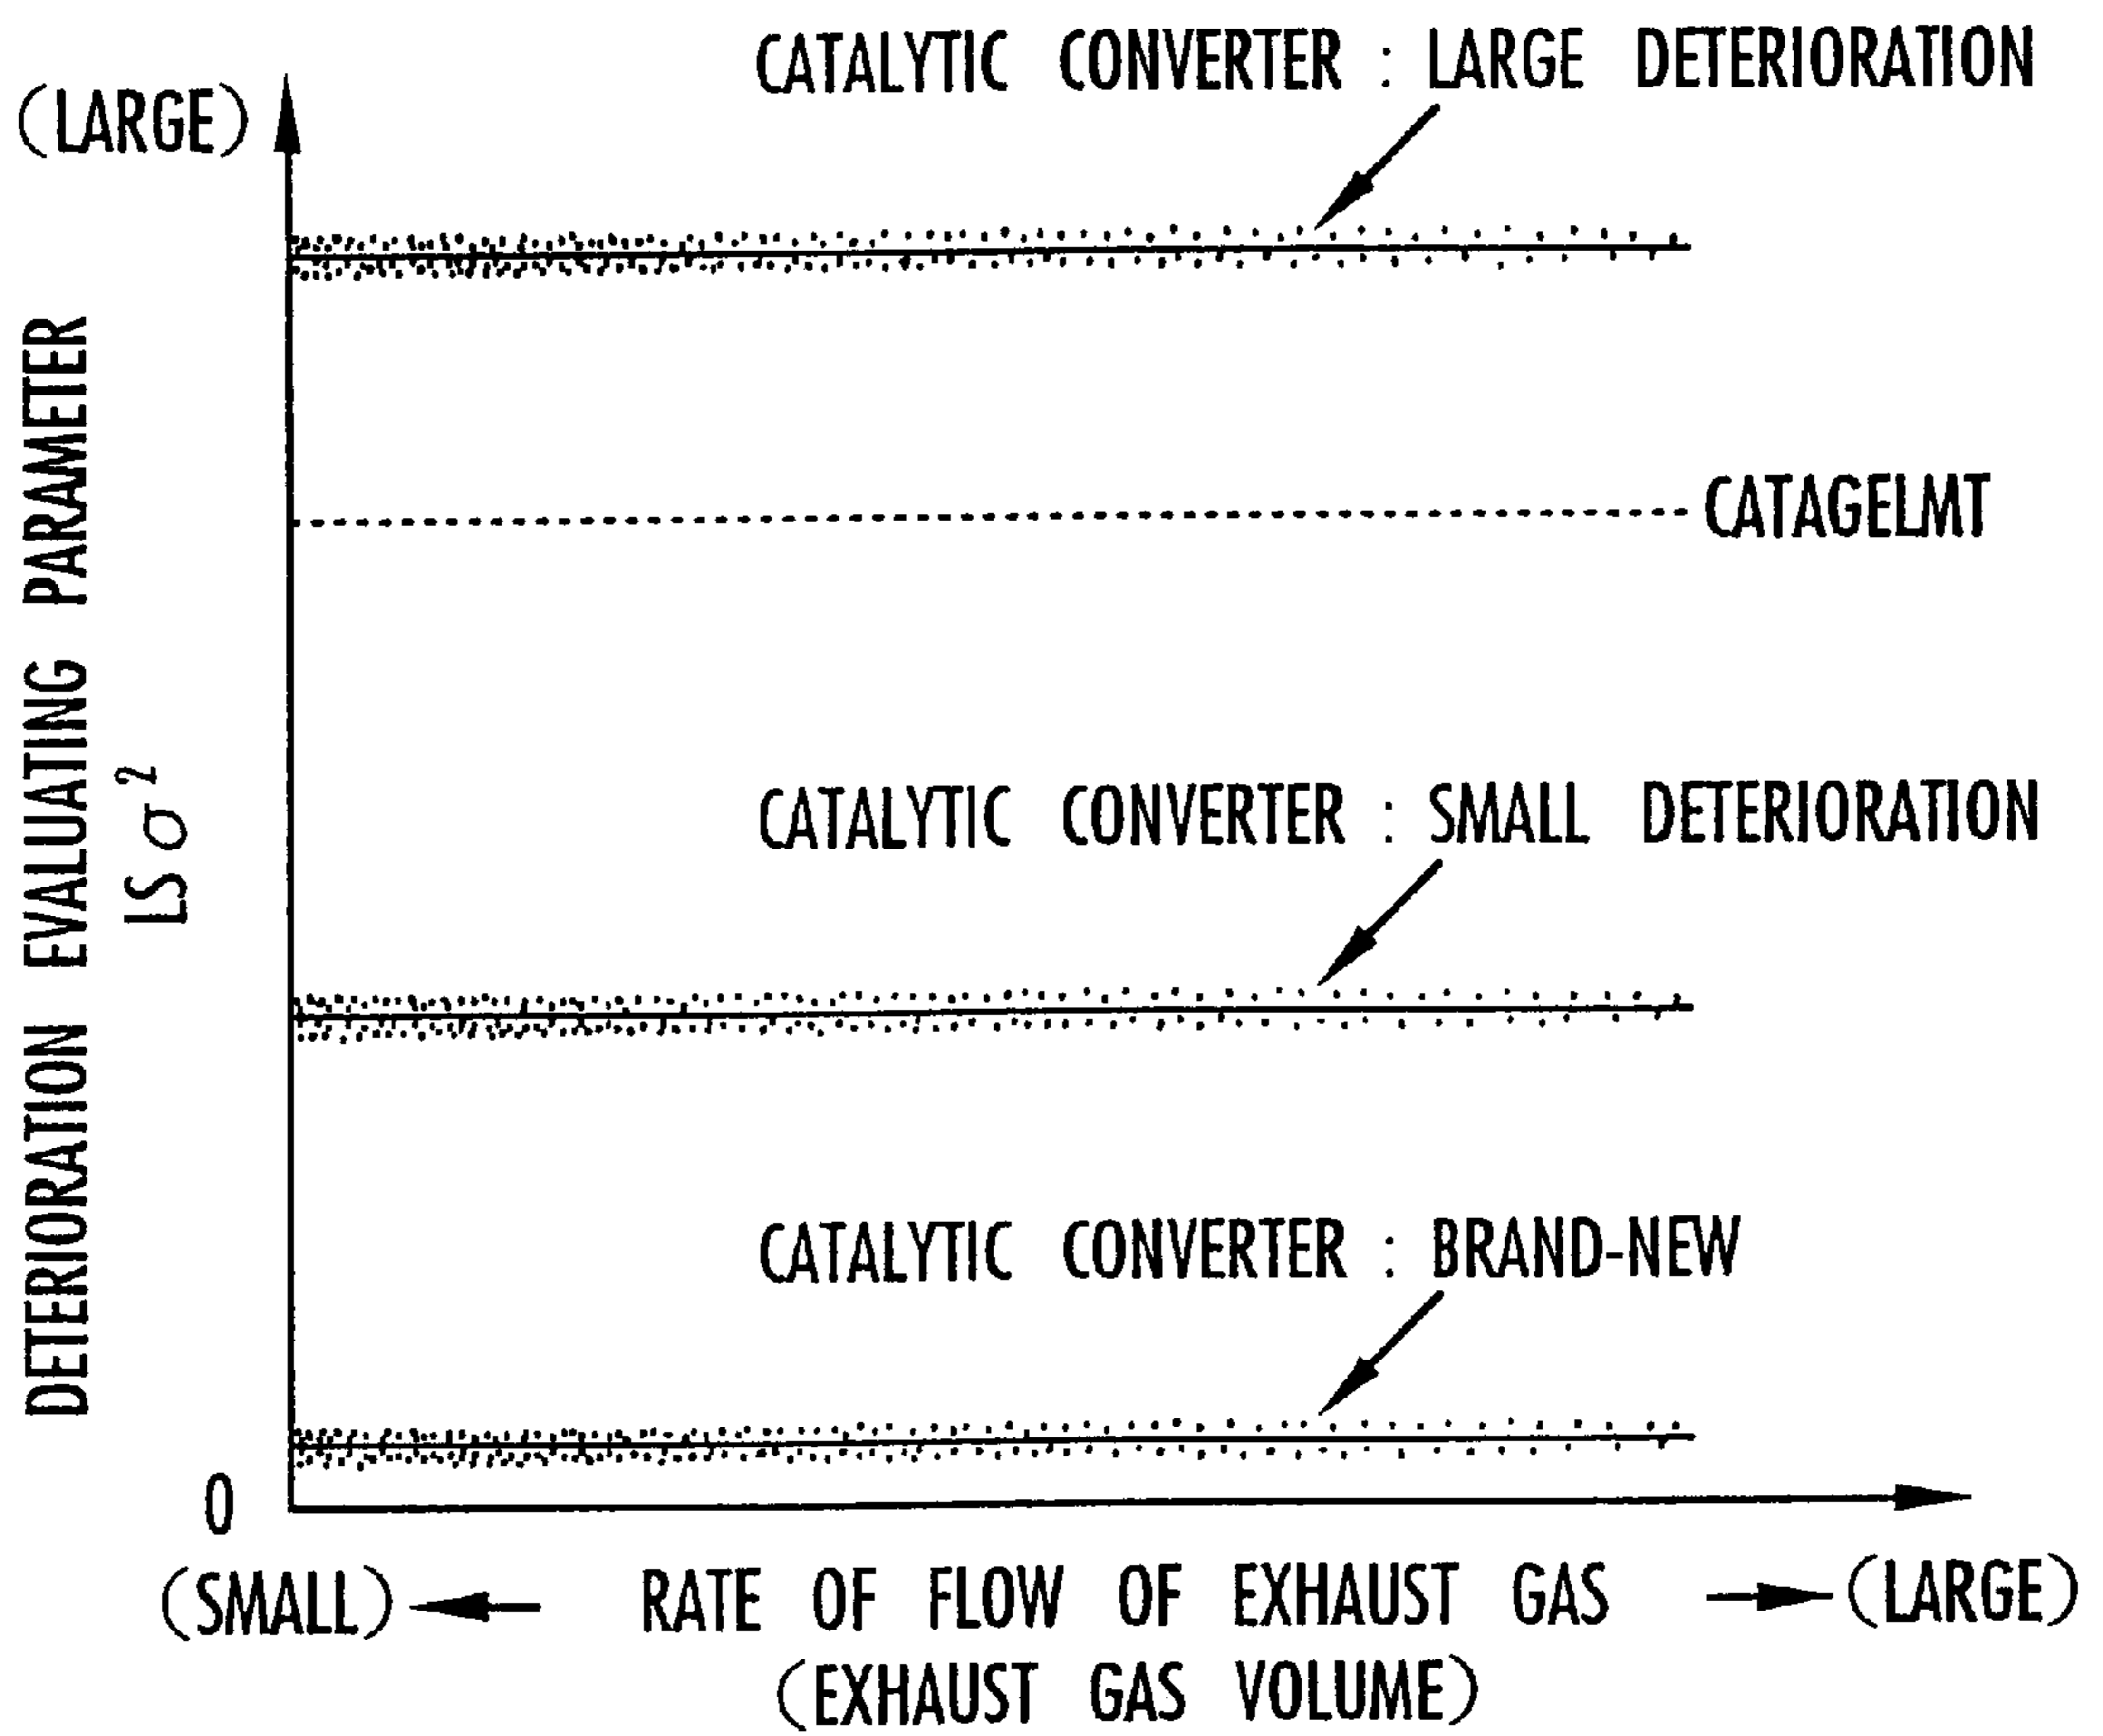 CATALYTIC CONVERTER : LARGE DETERIORATION
(LARGE)
CATAGELMT
DETERIORATION EVALUATING PARAMETER
LSσ²
CATALYTIC CONVERTER : SMALL DETERIORATION
CATALYTIC CONVERTER : BRAND-NEW
0
(SMALL) ← RATE OF FLOW OF EXHAUST GAS → (LARGE)
(EXHAUST GAS VOLUME)